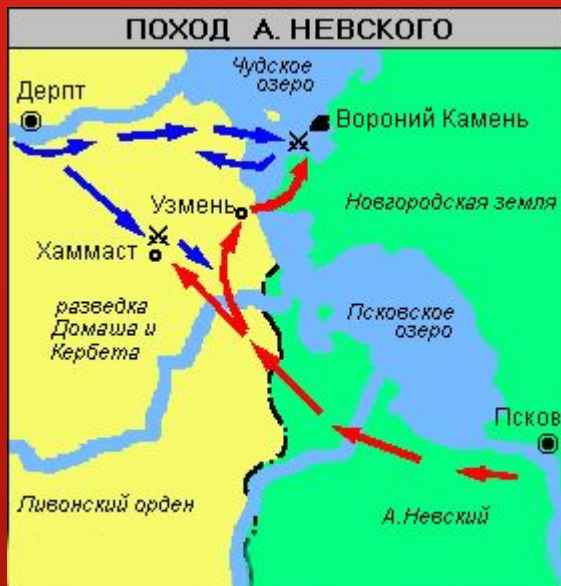 ПОХОД А. НЕВСКОГО
Чудское
озеро
Дерпт
Вороний Камень
Узмень
Новгородская земля
Хаммаст
разведка
Домаша и
Кербета
Псковское
озеро
Псков
Ливонский орден
А.Невский